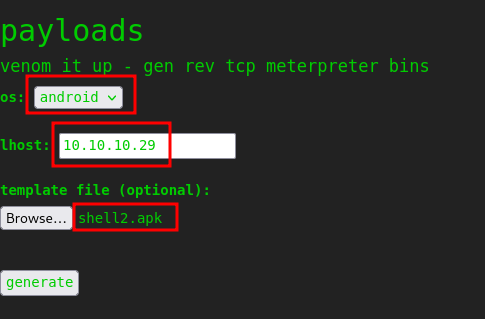 payloads
venom it up - gen rev tcp meterpreter bins
os: android
lhost: 10.10.10.29
template file (optional):
Browse... shell2.apk
generate